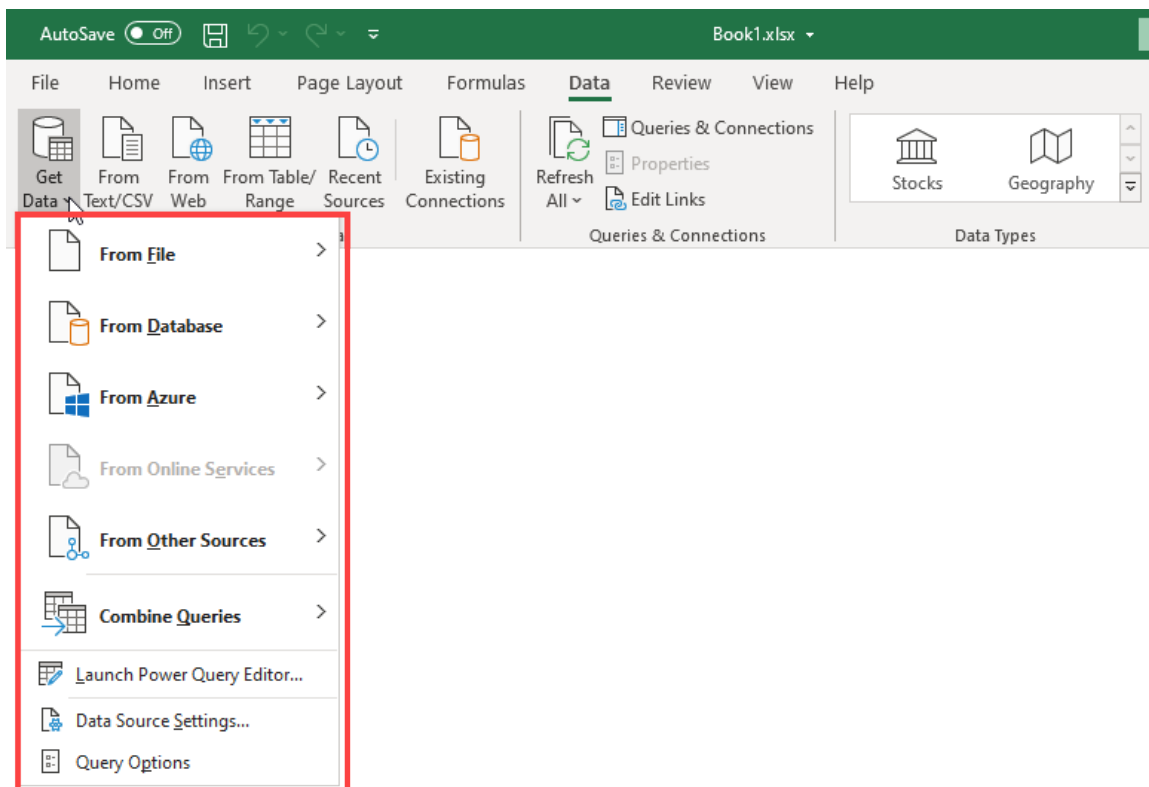 AutoSave Off Book1.xlsx
File Home Insert Page Layout Formulas Data Review View Help
Get Data
From Text/CSV
From Web
From Table/ Range
Recent Sources
Existing Connections
Refresh All
Queries & Connections
Properties
Edit Links
Stocks
Geography
Queries & Connections
Data Types
From File
From Database
From Azure
From Online Services
From Other Sources
Combine Queries
Launch Power Query Editor...
Data Source Settings...
Query Options